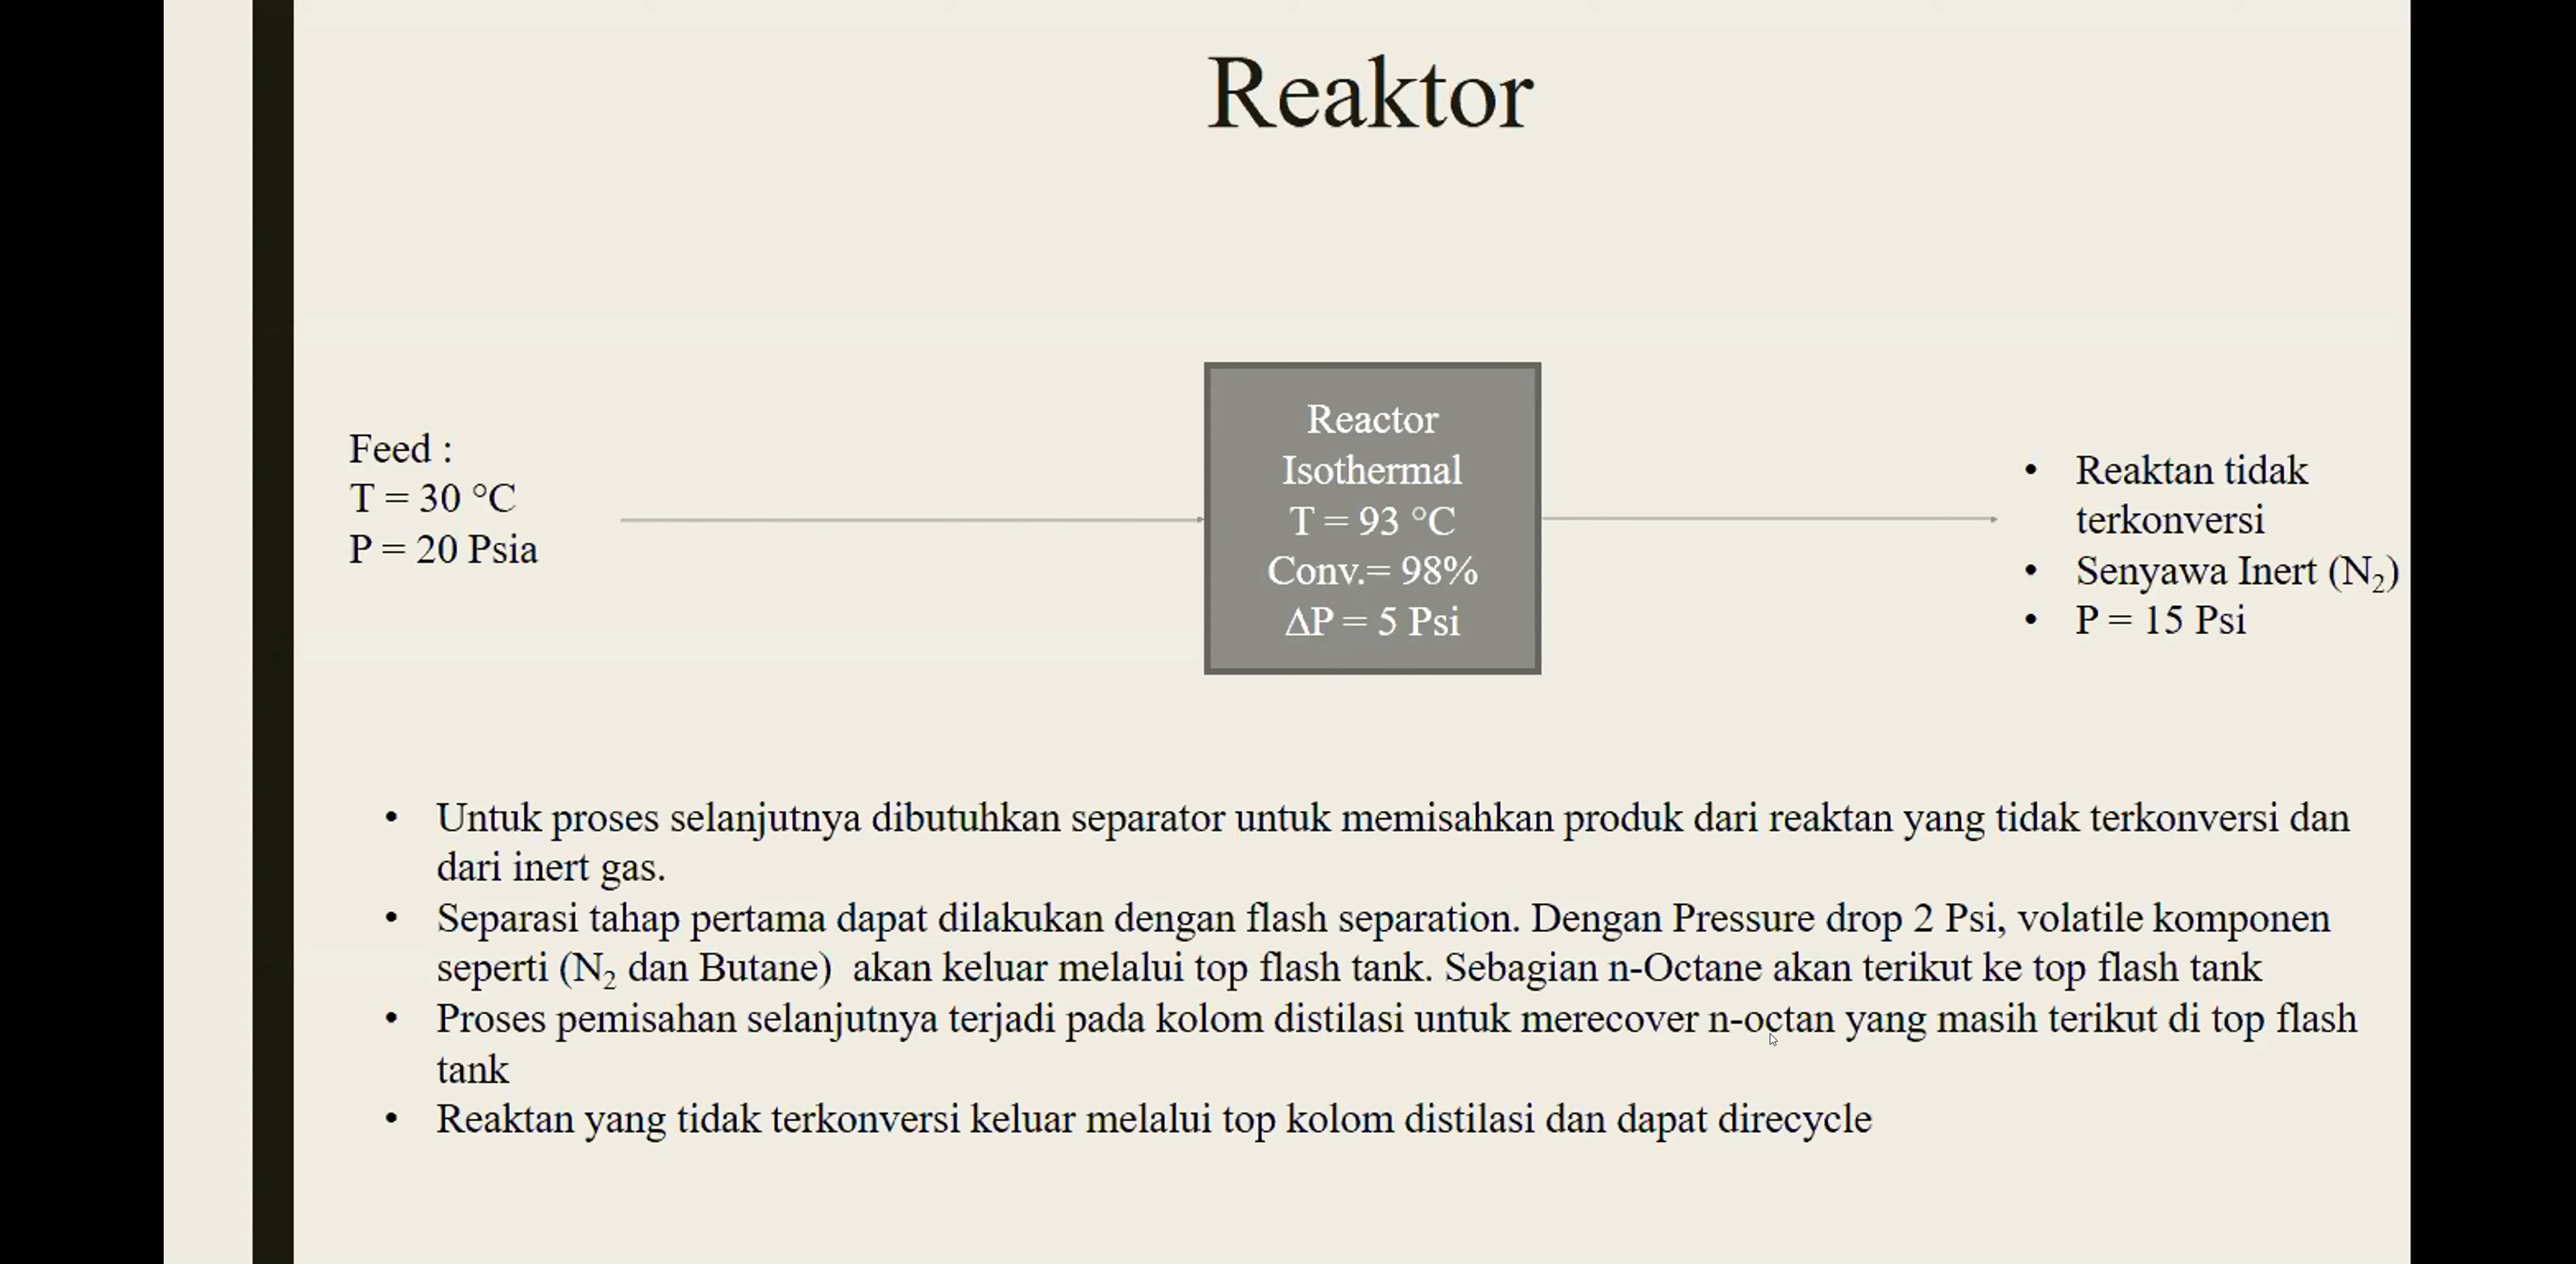 Reaktor
Feed :
T = 30 °C
P = 20 Psia
Reactor
Isothermal
T = 93 °C
Conv.= 98%
ΔP = 5 Psi
• Reaktan tidak
terkonversi
• Senyawa Inert (N₂)
• P = 15 Psi
• Untuk proses selanjutnya dibutuhkan separator untuk memisahkan produk dari reaktan yang tidak terkonversi dan
dari inert gas.
• Separasi tahap pertama dapat dilakukan dengan flash separation. Dengan Pressure drop 2 Psi, volatile komponen
seperti (N₂ dan Butane) akan keluar melalui top flash tank. Sebagian n-Octane akan terikut ke top flash tank
• Proses pemisahan selanjutnya terjadi pada kolom distilasi untuk merecover n-octan yang masih terikut di top flash
tank
• Reaktan yang tidak terkonversi keluar melalui top kolom distilasi dan dapat direcycle